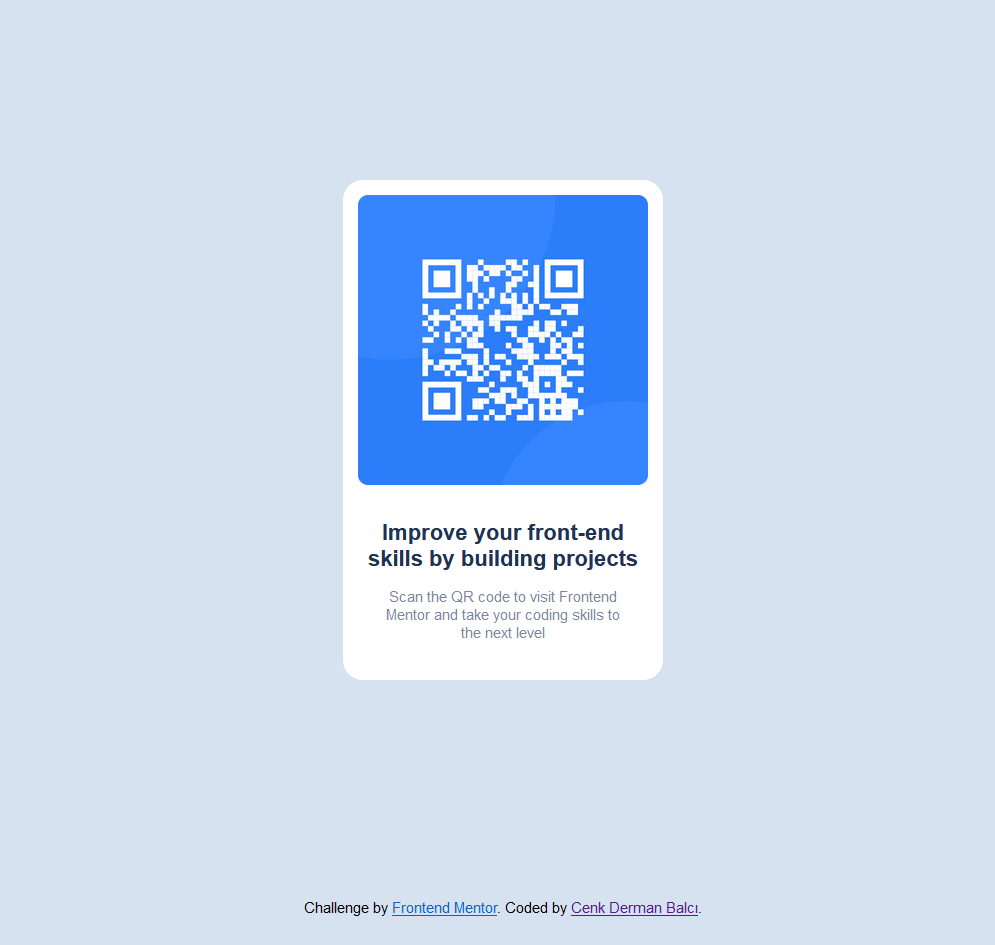 Improve your front-end
skills by building projects
Scan the QR code to visit Frontend
Mentor and take your coding skills to
the next level
Challenge by Frontend Mentor. Coded by Cenk Derman Balcı.